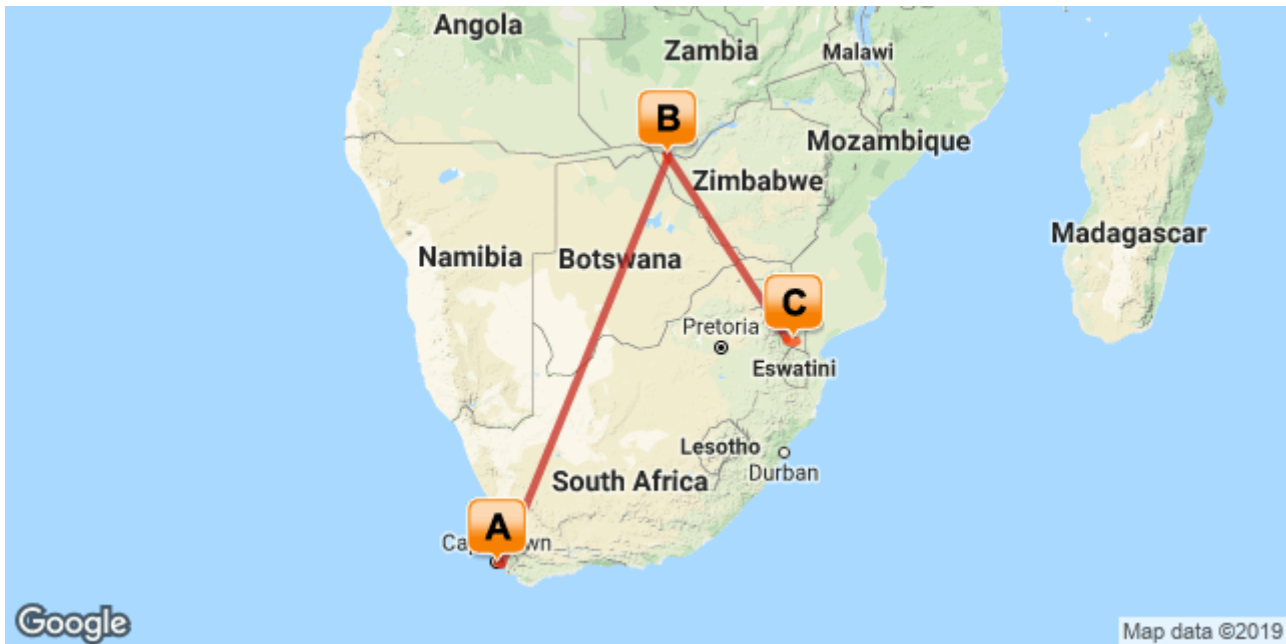 Angola
Zambia
Malawi
B
Mozambique
Zimbabwe
Madagascar
Namibia
Botswana
C
Pretoria
Eswatini
Lesotho
Durban
South Africa
A
Google
Map data ©2019